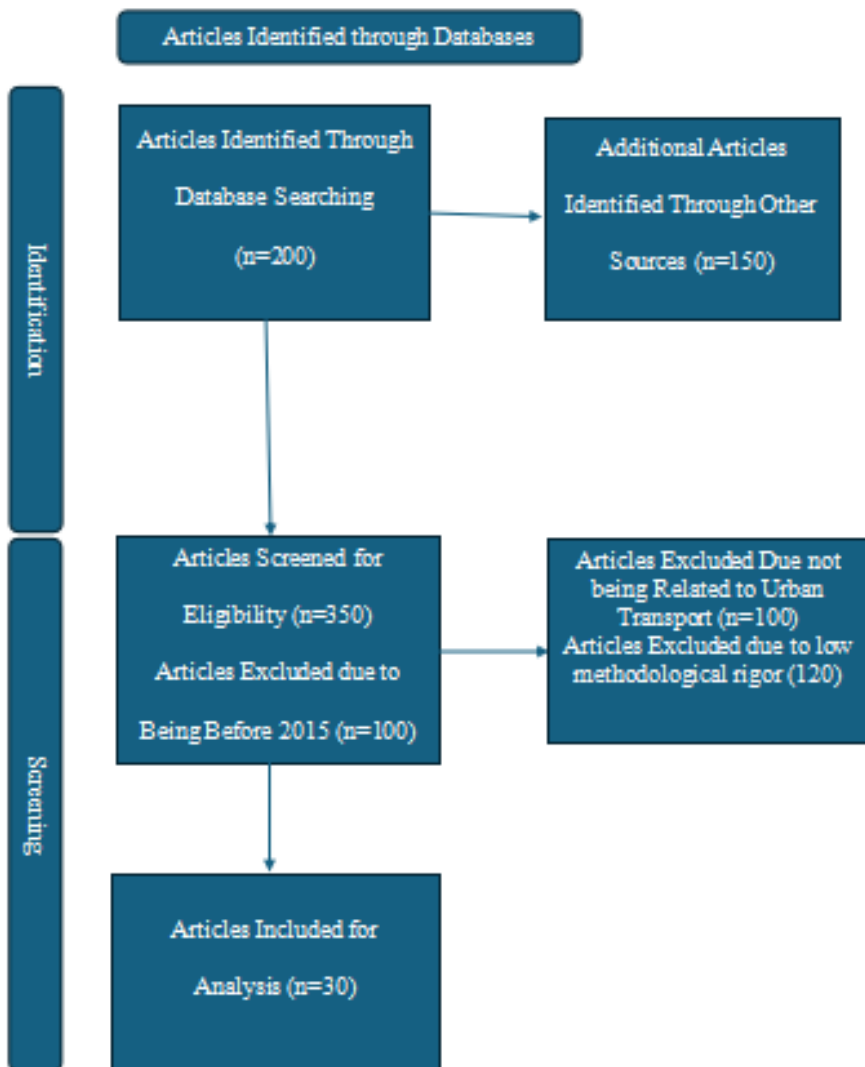 Articles Identified through Databases
Identification
Articles Identified Through
Database Searching
(n=200)
Additional Articles
Identified Through Other
Sources (n=150)
Screening
Articles Screened for
Eligibility (n=350)
Articles Excluded due to
Being Before 2015 (n=100)
Articles Excluded Due not
being Related to Urban
Transport (n=100)
Articles Excluded due to low
methodological rigor (120)
Articles Included for
Analysis (n=30)